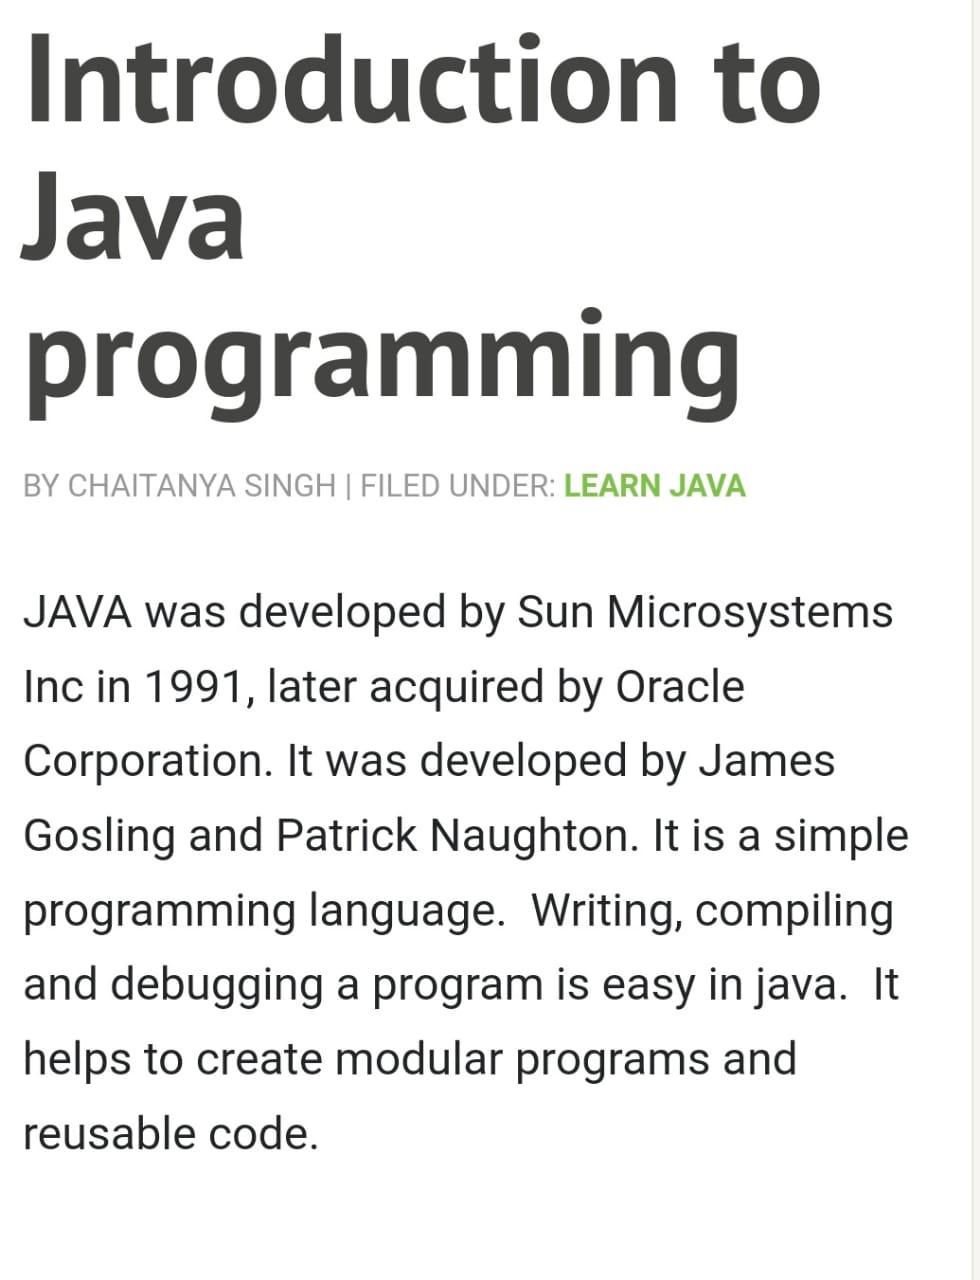 Introduction to
Java
programming
BY CHAITANYA SINGH | FILED UNDER: LEARN JAVA
JAVA was developed by Sun Microsystems
Inc in 1991, later acquired by Oracle
Corporation. It was developed by James
Gosling and Patrick Naughton. It is a simple
programming language.  Writing, compiling
and debugging a program is easy in java.  It
helps to create modular programs and
reusable code.